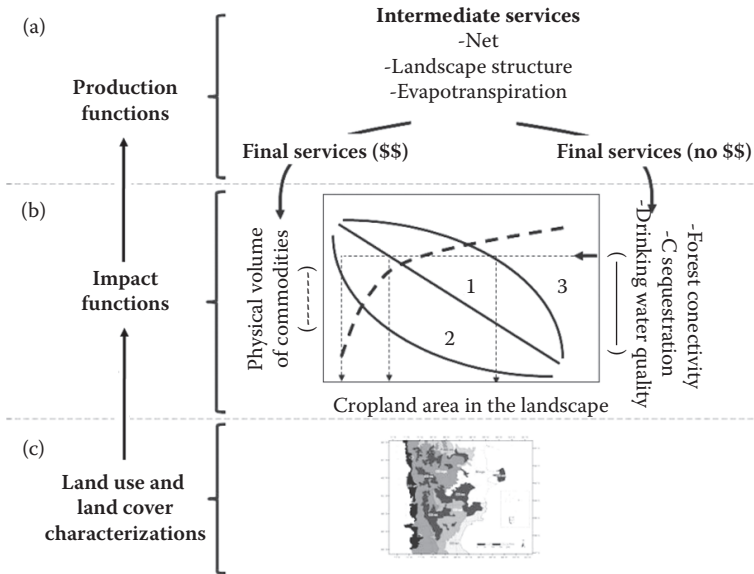 (a)
Intermediate services
-Net
-Landscape structure
-Evapotranspiration
Production
functions
Final services ($$)
Final services (no $$)
(b)
Impact
functions
Physical volume
of commodities
(-----)
1
2
3
-Forest conectivity
-C sequestration
-Drinking water quality
(———)
Cropland area in the landscape
(c)
Land use and
land cover
characterizations